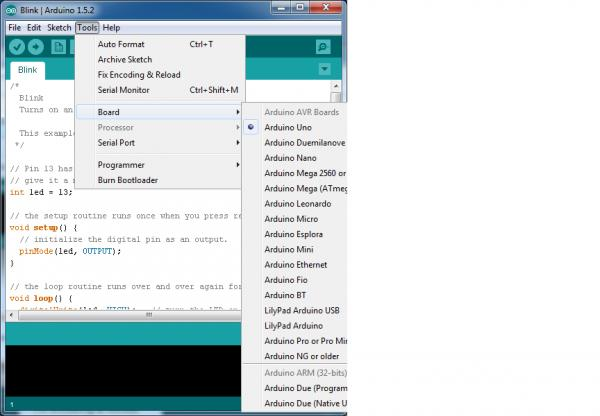 Blink | Arduino 1.5.2
File Edit Sketch Tools Help
Auto Format Ctrl+T
Archive Sketch
Fix Encoding & Reload
Serial Monitor Ctrl+Shift+M
Board
Processor
Serial Port
Programmer
Burn Bootloader
Arduino AVR Boards
Arduino Uno
Arduino Duemilanove
Arduino Nano
Arduino Mega 2560 or
Arduino Mega (ATmeg
Arduino Leonardo
Arduino Micro
Arduino Esplora
Arduino Mini
Arduino Ethernet
Arduino Fio
Arduino BT
LilyPad Arduino USB
LilyPad Arduino
Arduino Pro or Pro Mi
Arduino NG or older
Arduino ARM (32-bits)
Arduino Due (Program
Arduino Due (Native U
Blink
/*
Blink
Turns on an
This example
*/
// Pin 13 has
// give it a
int led = 13;
// the setup routine runs once when you press re
void setup() {
// initialize the digital pin as an output.
pinMode(led, OUTPUT);
}
// the loop routine runs over and over again for
void loop() {
1